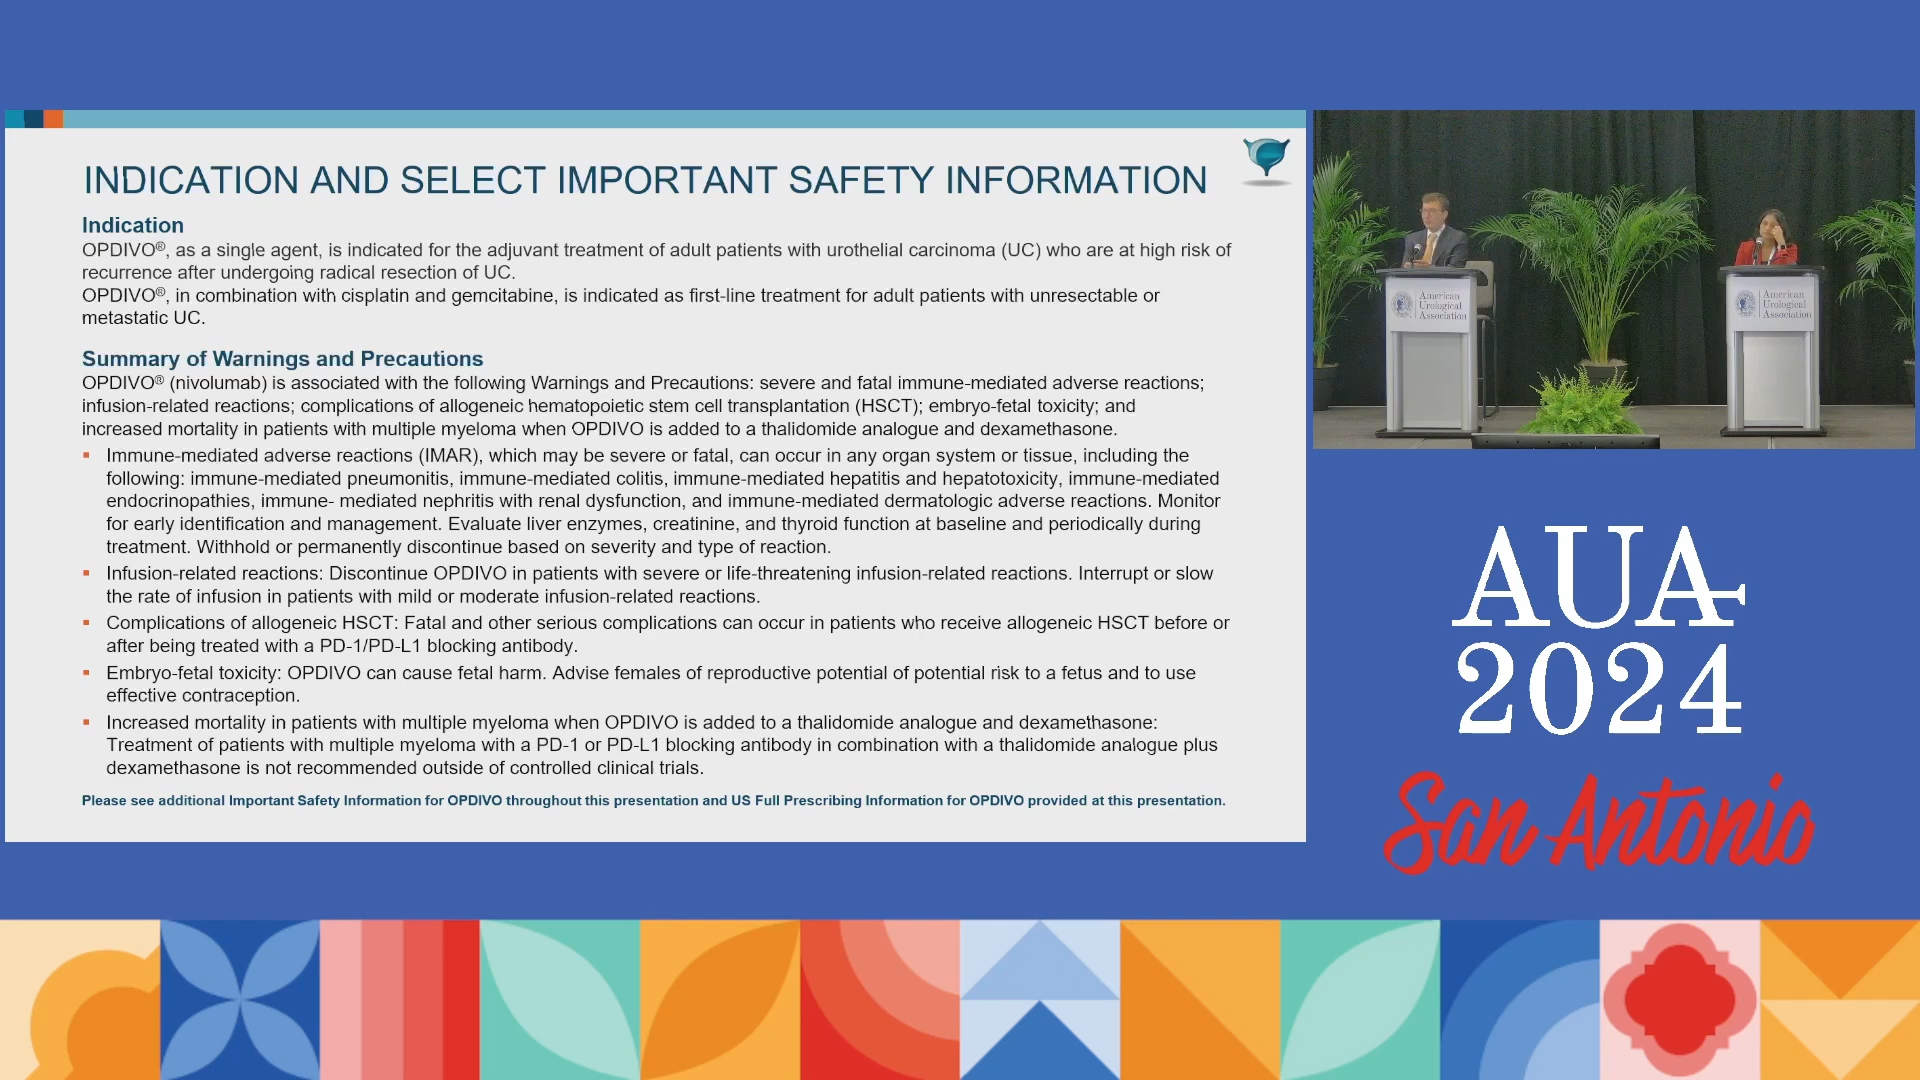 INDICATION AND SELECT IMPORTANT SAFETY INFORMATION
Indication
OPDIVO®, as a single agent, is indicated for the adjuvant treatment of adult patients with urothelial carcinoma (UC) who are at high risk of
recurrence after undergoing radical resection of UC.
OPDIVO®, in combination with cisplatin and gemcitabine, is indicated as first-line treatment for adult patients with unresectable or
metastatic UC.
Summary of Warnings and Precautions
OPDIVO® (nivolumab) is associated with the following Warnings and Precautions: severe and fatal immune-mediated adverse reactions;
infusion-related reactions; complications of allogeneic hematopoietic stem cell transplantation (HSCT); embryo-fetal toxicity; and
increased mortality in patients with multiple myeloma when OPDIVO is added to a thalidomide analogue and dexamethasone.
▪ Immune-mediated adverse reactions (IMAR), which may be severe or fatal, can occur in any organ system or tissue, including the
following: immune-mediated pneumonitis, immune-mediated colitis, immune-mediated hepatitis and hepatotoxicity, immune-mediated
endocrinopathies, immune- mediated nephritis with renal dysfunction, and immune-mediated dermatologic adverse reactions. Monitor
for early identification and management. Evaluate liver enzymes, creatinine, and thyroid function at baseline and periodically during
treatment. Withhold or permanently discontinue based on severity and type of reaction.
▪ Infusion-related reactions: Discontinue OPDIVO in patients with severe or life-threatening infusion-related reactions. Interrupt or slow
the rate of infusion in patients with mild or moderate infusion-related reactions.
▪ Complications of allogeneic HSCT: Fatal and other serious complications can occur in patients who receive allogeneic HSCT before or
after being treated with a PD-1/PD-L1 blocking antibody.
▪ Embryo-fetal toxicity: OPDIVO can cause fetal harm. Advise females of reproductive potential of potential risk to a fetus and to use
effective contraception.
▪ Increased mortality in patients with multiple myeloma when OPDIVO is added to a thalidomide analogue and dexamethasone:
Treatment of patients with multiple myeloma with a PD-1 or PD-L1 blocking antibody in combination with a thalidomide analogue plus
dexamethasone is not recommended outside of controlled clinical trials.
Please see additional Important Safety Information for OPDIVO throughout this presentation and US Full Prescribing Information for OPDIVO provided at this presentation.
American
Urological
Association
American
Urological
Association
AUA
2024
San Antonio